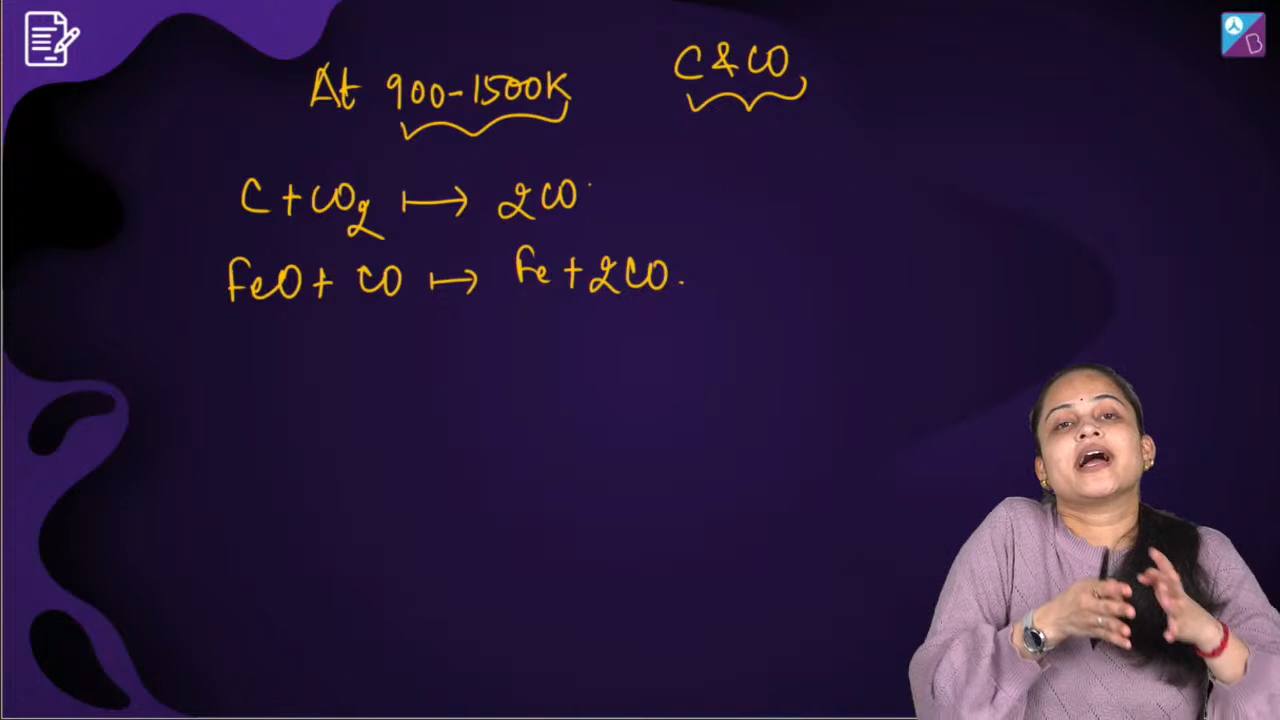 At 900-1500K C & CO
C + CO2 ⟼ 2CO
FeO + CO ⟼ Fe + 2CO.
B